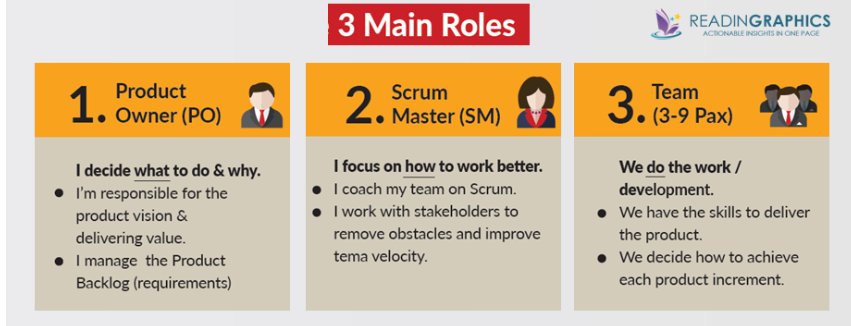 3 Main Roles
READINGRAPHICS
ACTIONABLE INSIGHTS IN ONE PAGE
1. Product
Owner (PO)
I decide what to do & why.
● I'm responsible for the
product vision &
delivering value.
● I manage the Product
Backlog (requirements)
2. Scrum
Master (SM)
I focus on how to work better.
● I coach my team on Scrum.
● I work with stakeholders to
remove obstacles and improve
tema velocity.
3. Team
(3-9 Pax)
We do the work /
development.
● We have the skills to deliver
the product.
● We decide how to achieve
each product increment.